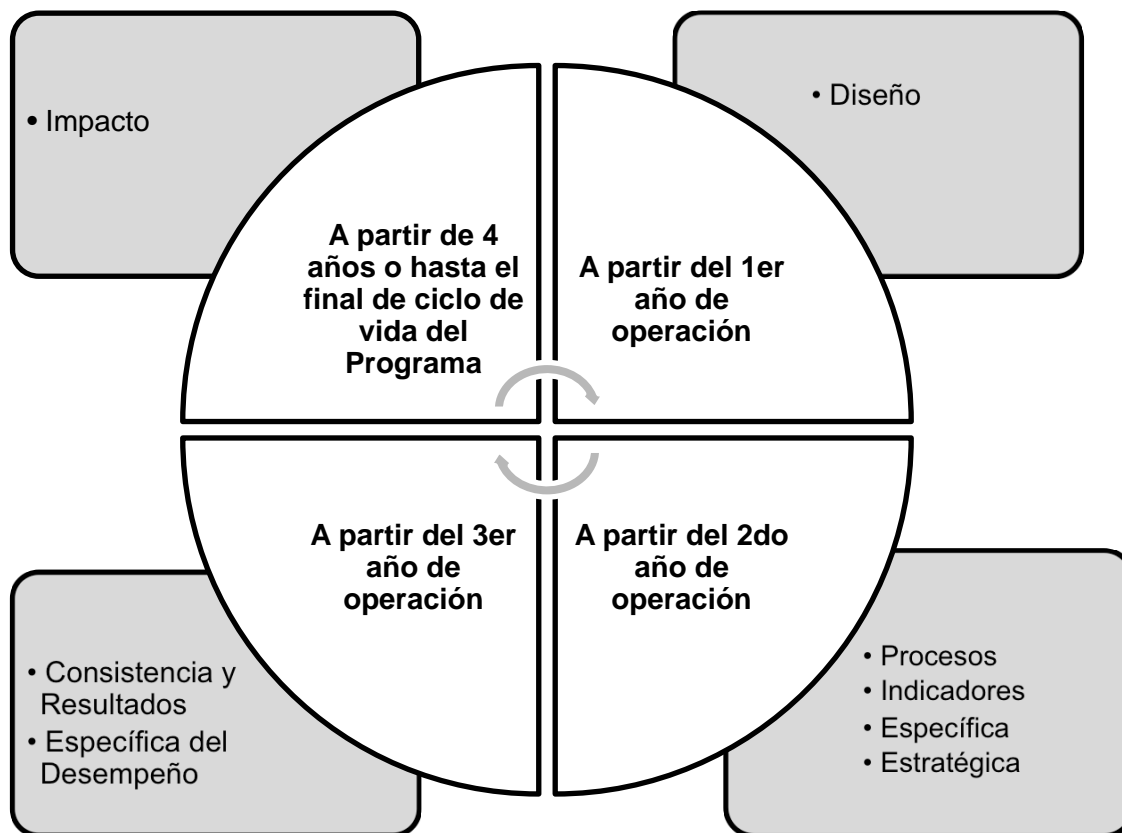 • Impacto
A partir de 4
años o hasta el
final de ciclo de
vida del
Programa
• Diseño
A partir del 1er
año de
operación
A partir del 3er
año de
operación
• Consistencia y
Resultados
• Específica del
Desempeño
A partir del 2do
año de
operación
• Procesos
• Indicadores
• Específica
• Estratégica